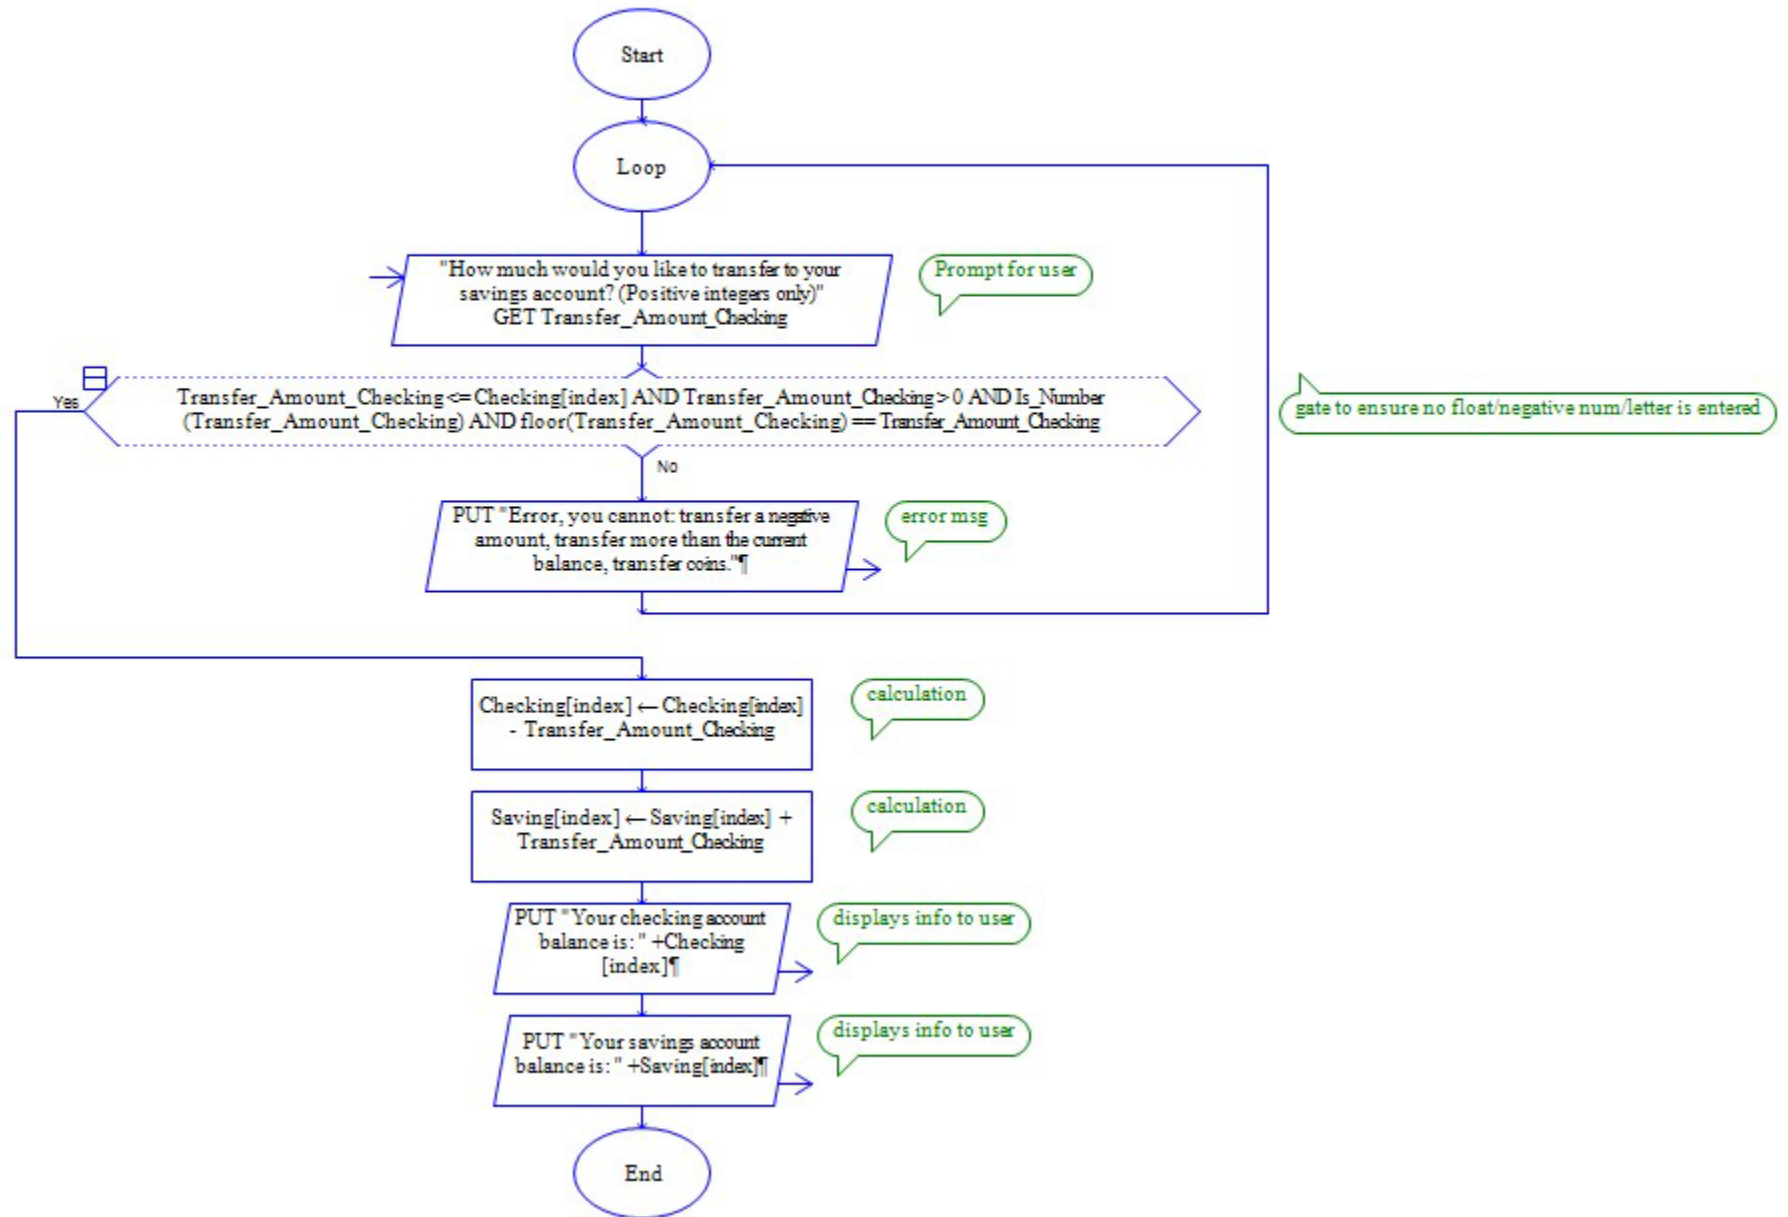 Start
Loop
"How much would you like to transfer to your
savings account? (Positive integers only)"
GET Transfer_Amount_Checking
Prompt for user
Yes
Transfer_Amount_Checking <= Checking[index] AND Transfer_Amount_Checking > 0 AND Is_Number
(Transfer_Amount_Checking) AND floor(Transfer_Amount_Checking) == Transfer_Amount_Checking
gate to ensure no float/negative num/letter is entered
No
PUT "Error, you cannot: transfer a negative
amount, transfer more than the current
balance, transfer coins."¶
error msg
Checking[index] ← Checking[index]
- Transfer_Amount_Checking
calculation
Saving[index] ← Saving[index] +
Transfer_Amount_Checking
calculation
PUT "Your checking account
balance is: " +Checking
[index]¶
displays info to user
PUT "Your savings account
balance is: " +Saving[index]¶
displays info to user
End